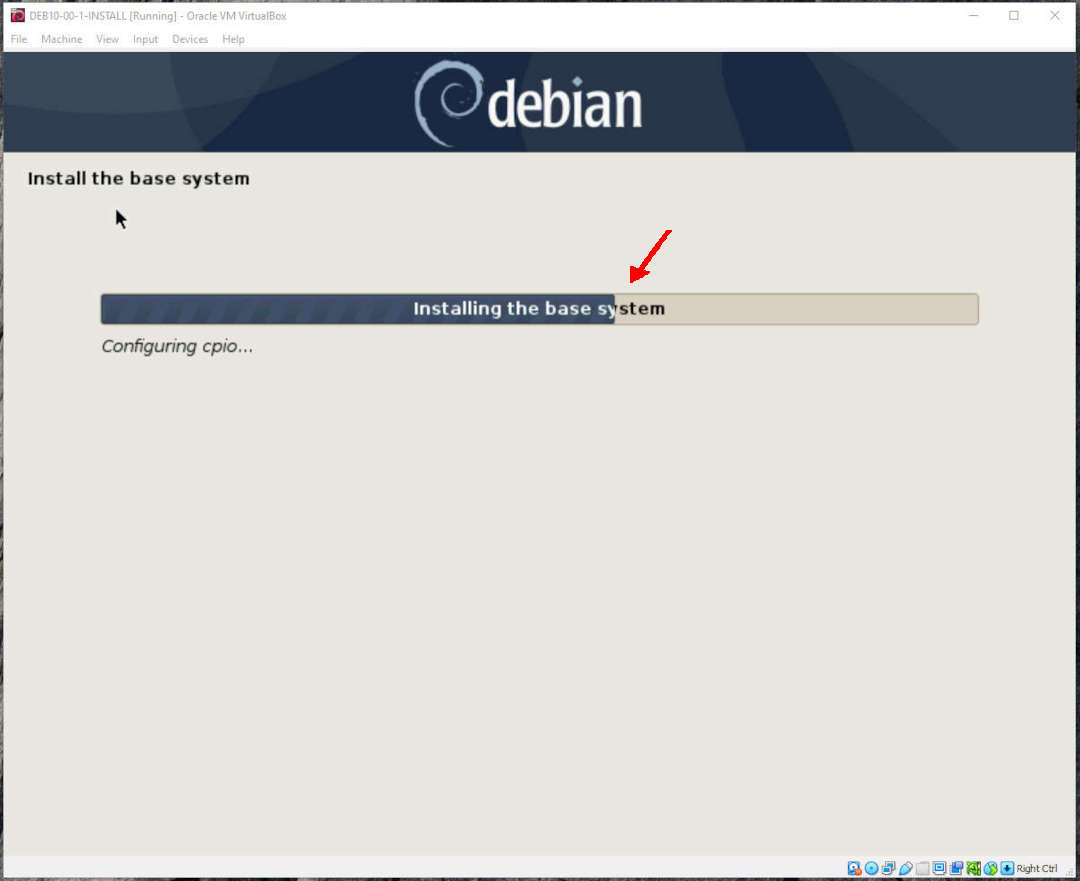 DEB10-00-1-INSTALL [Running] - Oracle VM VirtualBox
File Machine View Input Devices Help
debian
Install the base system
Installing the base system
Configuring cpio...
Right Ctrl